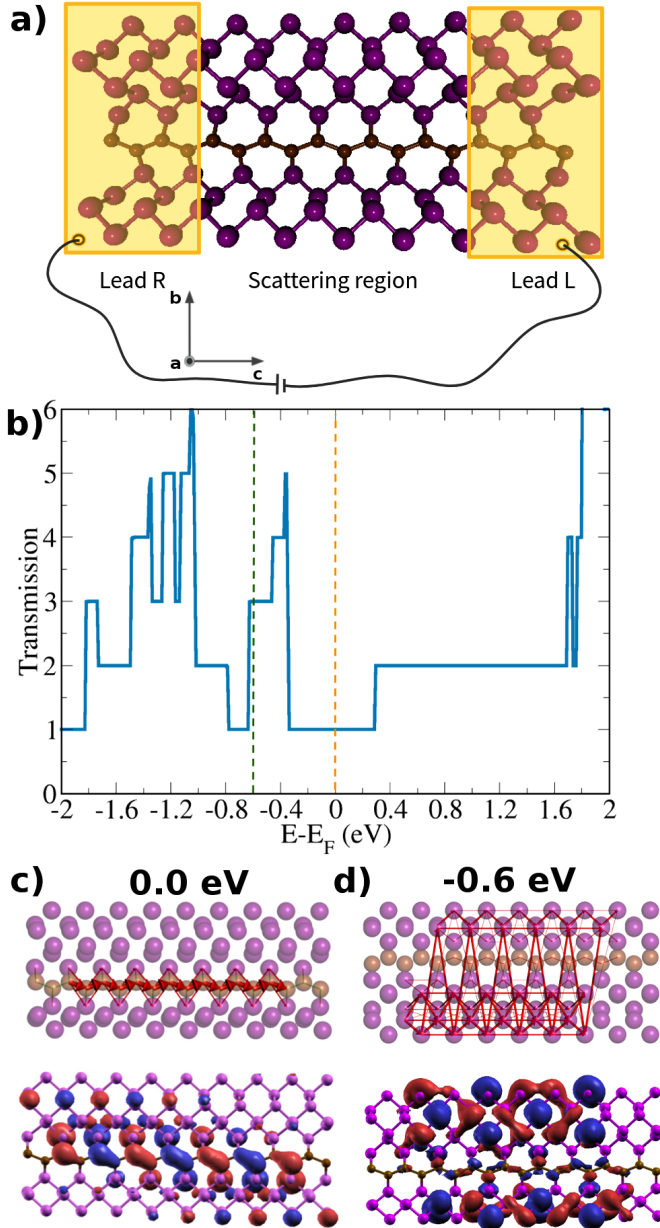 a)
Lead R
Scattering region
Lead L
b
a
c
b)
6
5
4
3
2
1
0
Transmission
-2 -1.6 -1.2 -0.8 -0.4 0 0.4 0.8 1.2 1.6 2
E-E_F (eV)
c)
0.0 eV
d)
-0.6 eV